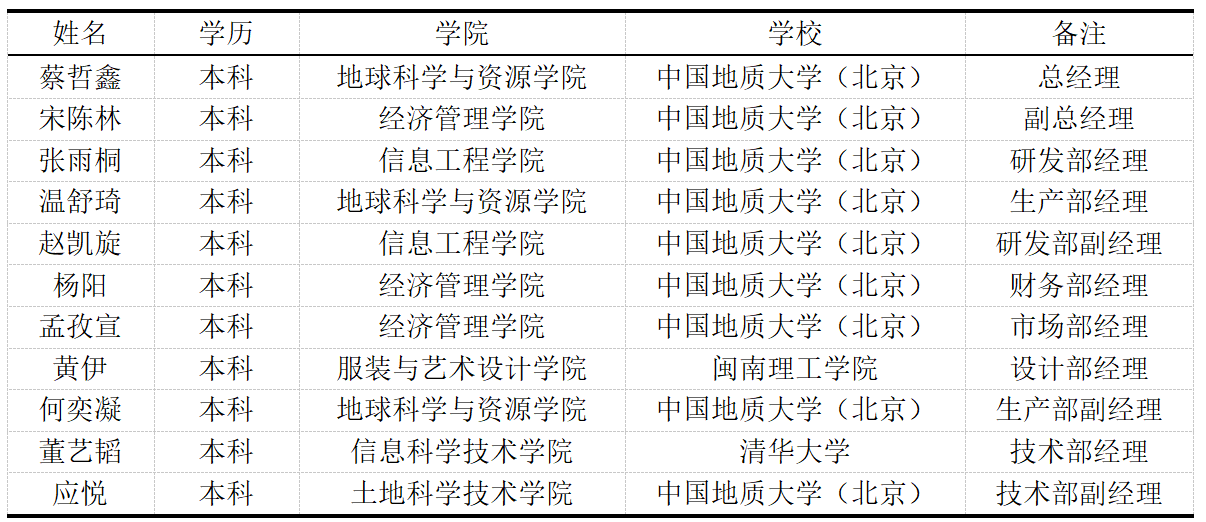 姓名 学历 学院 学校 备注
蔡哲鑫 本科 地球科学与资源学院 中国地质大学（北京） 总经理
宋陈林 本科 经济管理学院 中国地质大学（北京） 副总经理
张雨桐 本科 信息工程学院 中国地质大学（北京） 研发部经理
温舒琦 本科 地球科学与资源学院 中国地质大学（北京） 生产部经理
赵凯旋 本科 信息工程学院 中国地质大学（北京） 研发部副经理
杨阳 本科 经济管理学院 中国地质大学（北京） 财务部经理
孟孜宣 本科 经济管理学院 中国地质大学（北京） 市场部经理
黄伊 本科 服装与艺术设计学院 闽南理工学院 设计部经理
何奕凝 本科 地球科学与资源学院 中国地质大学（北京） 生产部副经理
董艺韬 本科 信息科学技术学院 清华大学 技术部经理
应悦 本科 土地科学技术学院 中国地质大学（北京） 技术部副经理